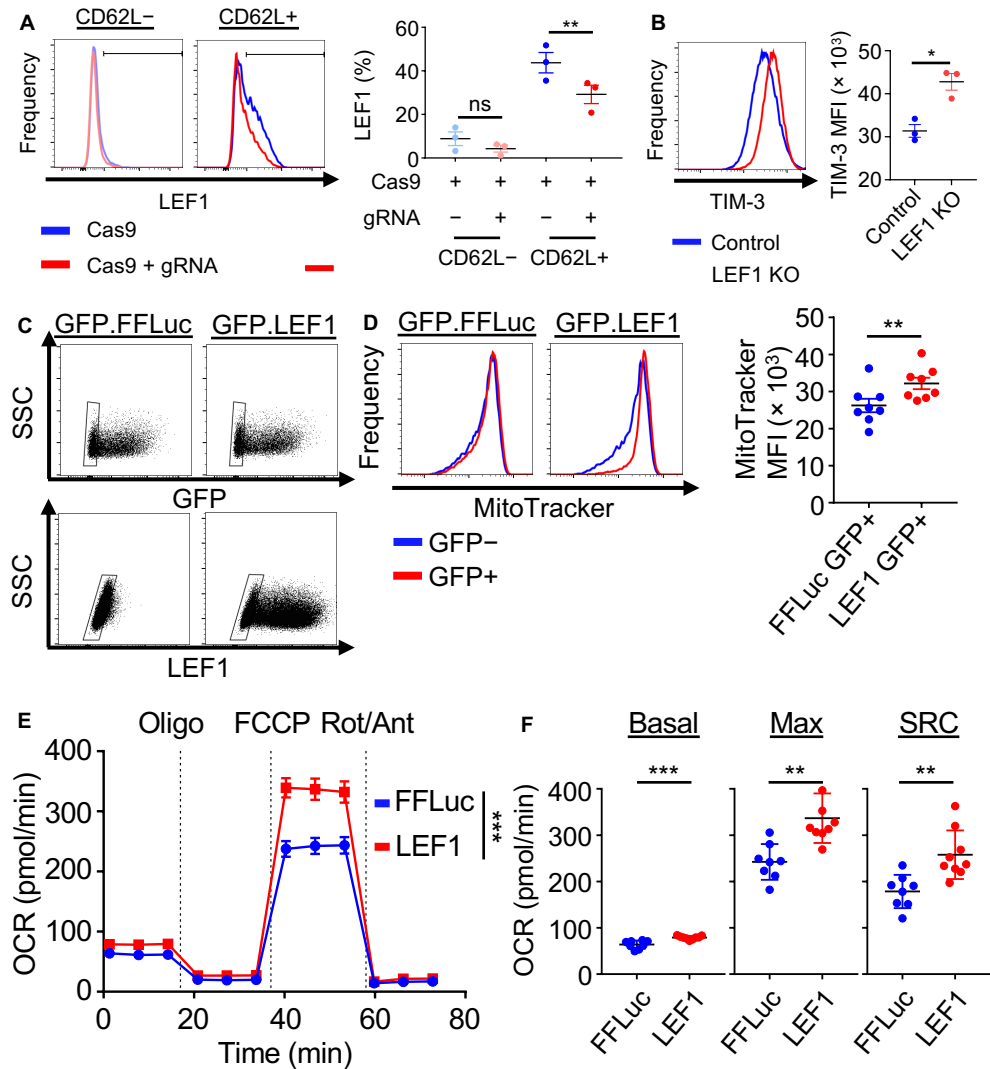 A
CD62L− CD62L+
Frequency
LEF1
Cas9
Cas9 + gRNA
LEF1 (%)
60
40
20
0
ns
**
Cas9 + + + +
gRNA − + − +
CD62L− CD62L+
B
Frequency
TIM-3
Control
LEF1 KO
TIM-3 MFI (× 10³)
50
40
30
20
*
Control
LEF1 KO
C
GFP.FFLuc GFP.LEF1
SSC
GFP
SSC
LEF1
D
GFP.FFLuc GFP.LEF1
Frequency
MitoTracker
GFP−
GFP+
MitoTracker
MFI (× 10³)
50
40
30
20
10
0
**
FFLuc GFP+
LEF1 GFP+
E
Oligo FCCP Rot/Ant
OCR (pmol/min)
400
300
200
100
0
0 20 40 60 80
Time (min)
FFLuc
LEF1
***
F
Basal Max SRC
*** ** **
OCR (pmol/min)
400
300
200
100
0
FFLuc LEF1 FFLuc LEF1 FFLuc LEF1